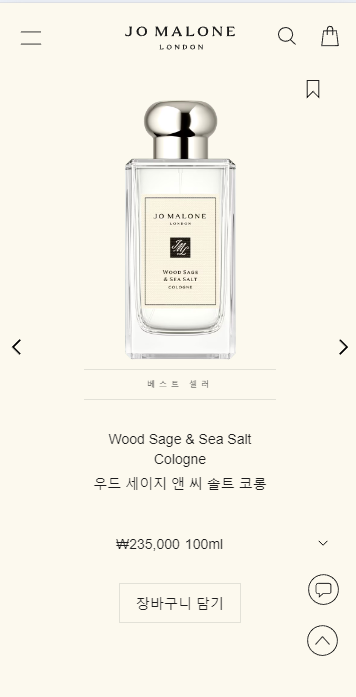 JO MALONE
LONDON
JO MALONE
LONDON
JML
WOOD SAGE
& SEA SALT
COLOGNE
베스트 셀러
Wood Sage & Sea Salt
Cologne
우드 세이지 앤 씨 솔트 코롱
₩235,000 100ml
장바구니 담기